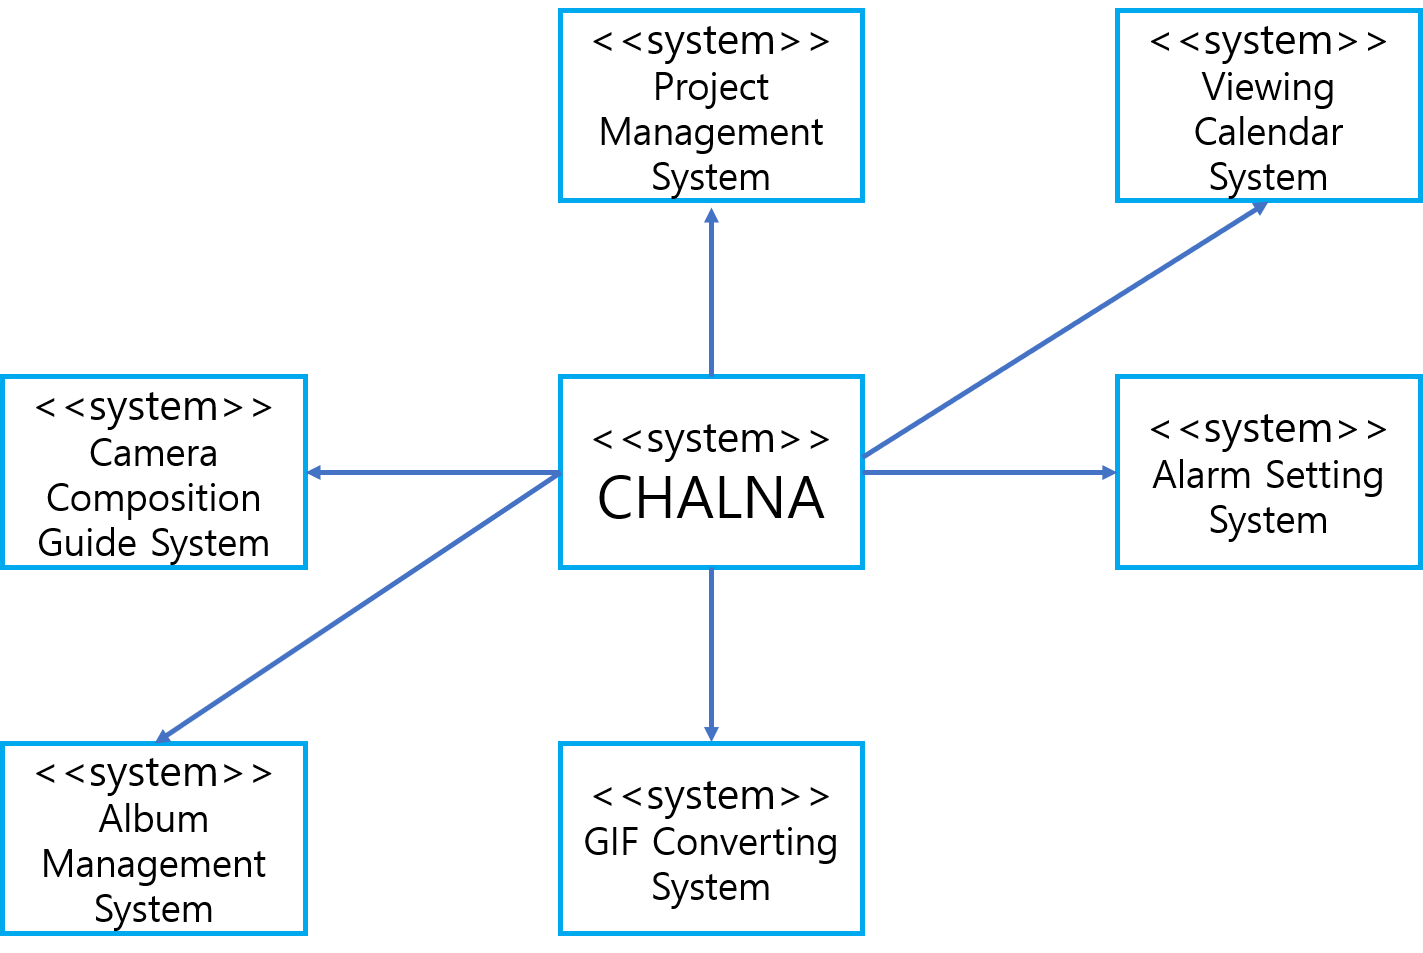 <<system>>
Project
Management
System
<<system>>
Viewing
Calendar
System
<<system>>
Camera
Composition
Guide System
<<system>>
CHALNA
<<system>>
Alarm Setting
System
<<system>>
Album
Management
System
<<system>>
GIF Converting
System